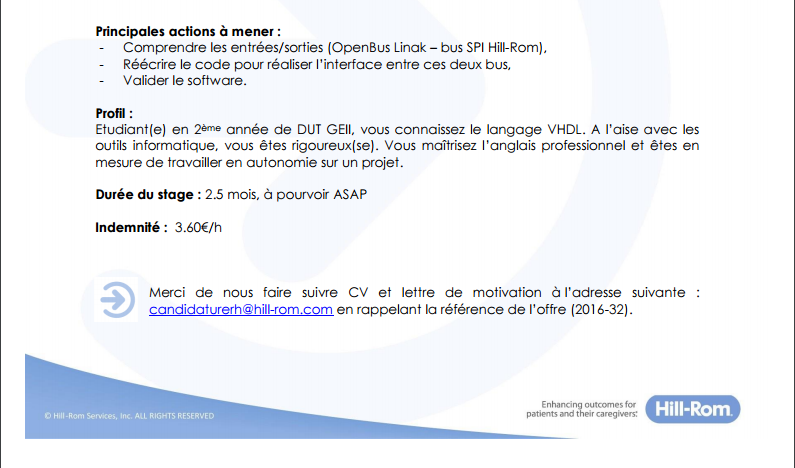 Principales actions à mener :
- Comprendre les entrées/sorties (OpenBus Linak – bus SPI Hill-Rom),
- Réécrire le code pour réaliser l’interface entre ces deux bus,
- Valider le software.
Profil :
Etudiant(e) en 2ème année de DUT GEII, vous connaissez le langage VHDL. A l’aise avec les
outils informatique, vous êtes rigoureux(se). Vous maîtrisez l’anglais professionnel et êtes en
mesure de travailler en autonomie sur un projet.
Durée du stage : 2.5 mois, à pourvoir ASAP
Indemnité : 3.60€/h
Merci de nous faire suivre CV et lettre de motivation à l’adresse suivante :
candidaturerh@hill-rom.com en rappelant la référence de l’offre (2016-32).
© Hill-Rom Services, Inc. ALL RIGHTS RESERVED
Enhancing outcomes for
patients and their caregivers:
Hill-Rom.